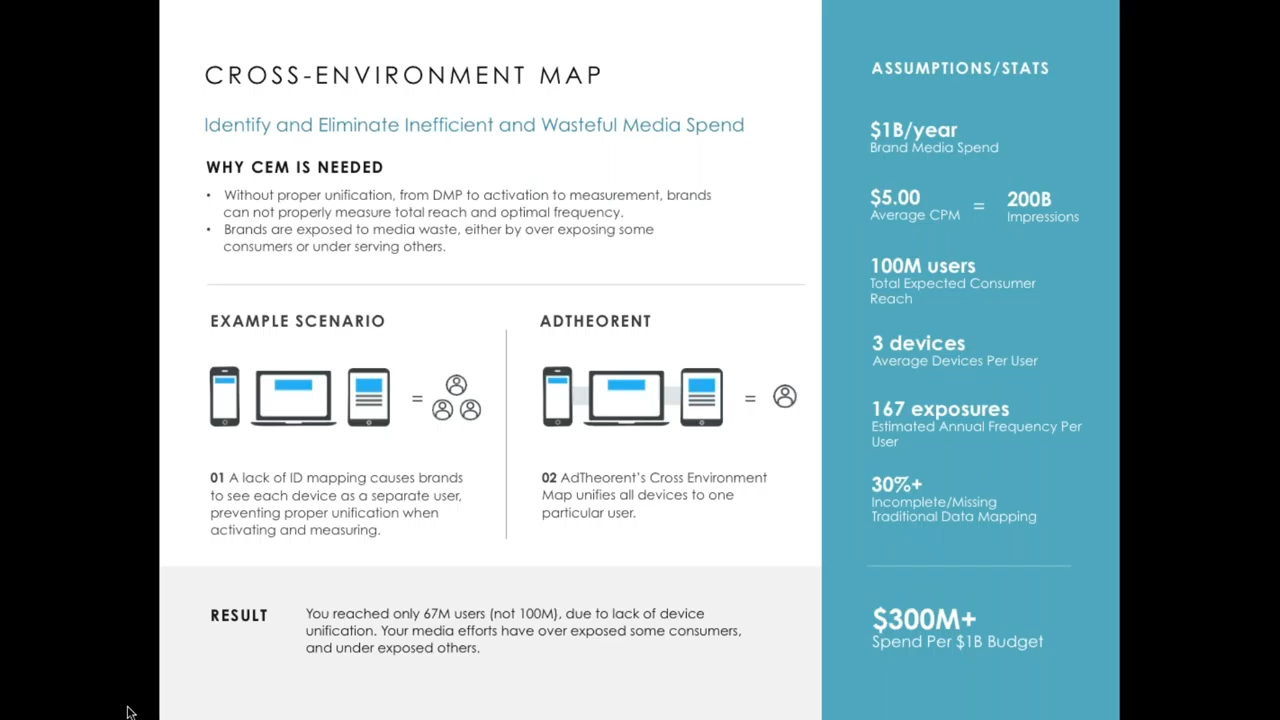 CROSS-ENVIRONMENT MAP
Identify and Eliminate Inefficient and Wasteful Media Spend
WHY CEM IS NEEDED
• Without proper unification, from DMP to activation to measurement, brands
can not properly measure total reach and optimal frequency.
• Brands are exposed to media waste, either by over exposing some
consumers or under serving others.
EXAMPLE SCENARIO
=
01 A lack of ID mapping causes brands
to see each device as a separate user,
preventing proper unification when
activating and measuring.
ADTHEORENT
=
02 AdTheorent's Cross Environment
Map unifies all devices to one
particular user.
RESULT
You reached only 67M users (not 100M), due to lack of device
unification. Your media efforts have over exposed some consumers,
and under exposed others.
ASSUMPTIONS/STATS
$1B/year
Brand Media Spend
$5.00 = 200B
Average CPM Impressions
100M users
Total Expected Consumer
Reach
3 devices
Average Devices Per User
167 exposures
Estimated Annual Frequency Per
User
30%+
Incomplete/Missing
Traditional Data Mapping
$300M+
Spend Per $1B Budget